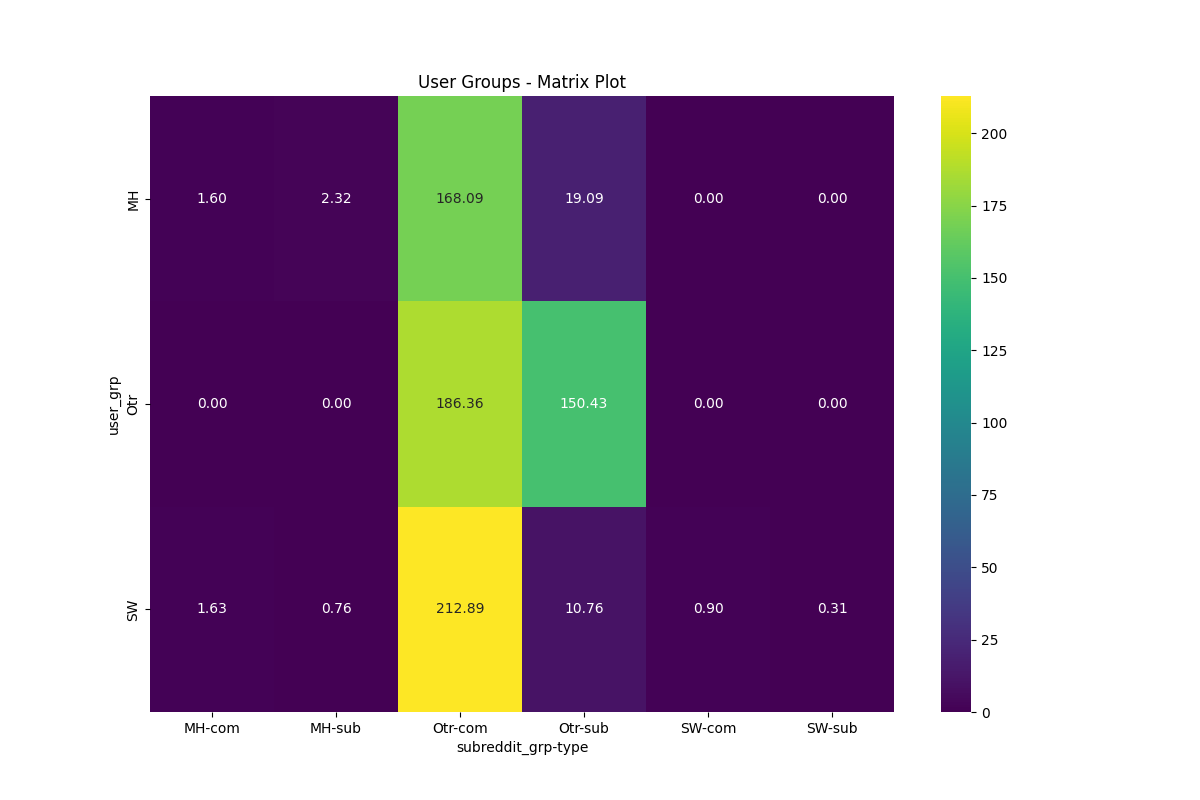 User Groups - Matrix Plot
user_grp
MH
1.60 2.32 168.09 19.09 0.00 0.00
Otr
0.00 0.00 186.36 150.43 0.00 0.00
SW
1.63 0.76 212.89 10.76 0.90 0.31
MH-com MH-sub Otr-com Otr-sub SW-com SW-sub
subreddit_grp-type
200
175
150
125
100
75
50
25
0